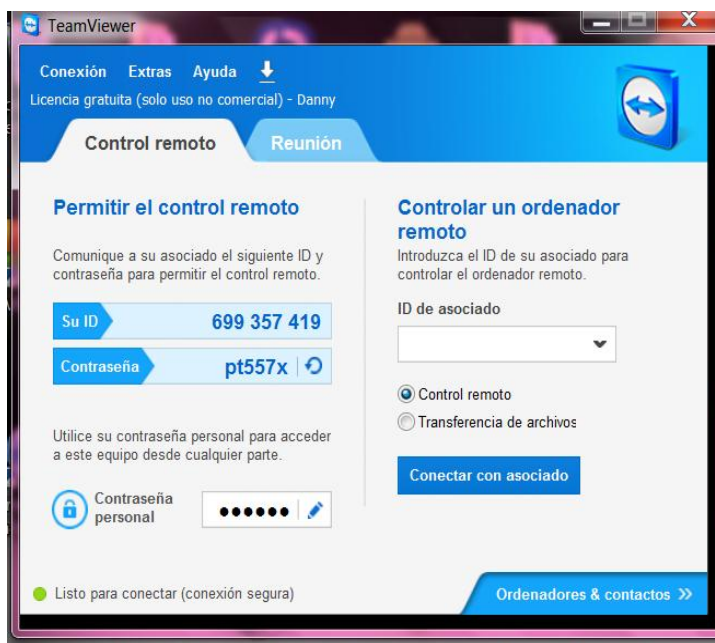 TeamViewer
Conexión Extras Ayuda
Licencia gratuita (solo uso no comercial) - Danny
Control remoto Reunión
Permitir el control remoto
Comunique a su asociado el siguiente ID y
contraseña para permitir el control remoto.
Su ID 699 357 419
Contraseña pt557x
Utilice su contraseña personal para acceder
a este equipo desde cualquier parte.
Contraseña
personal
Controlar un ordenador
remoto
Introduzca el ID de su asociado para
controlar el ordenador remoto.
ID de asociado
Control remoto
Transferencia de archivos
Conectar con asociado
Listo para conectar (conexión segura)
Ordenadores & contactos >>